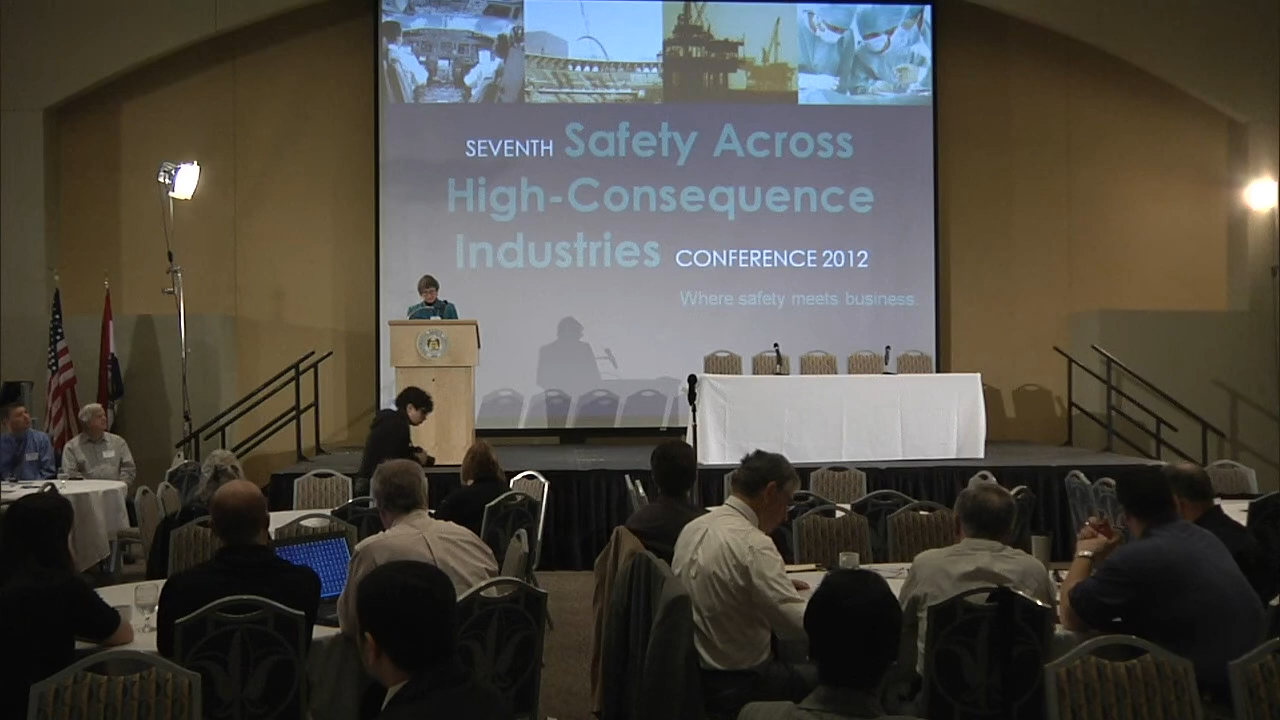 SEVENTH Safety Across
High-Consequence
Industries CONFERENCE 2012
Where safety meets business.